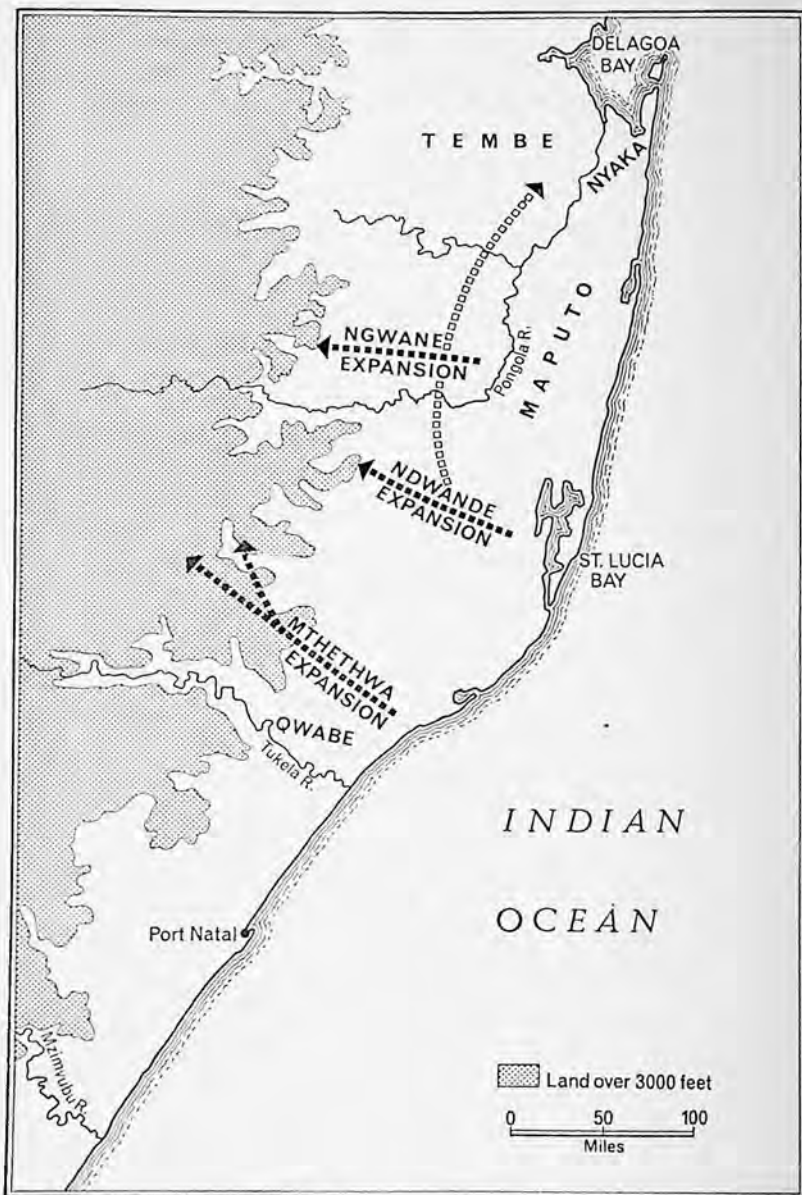 DELAGOA
BAY
TEMBE
NYAKA
MAPUTO
NGWANE
EXPANSION
Pongola R.
NDWANDE
EXPANSION
ST. LUCIA
BAY
MTHETHWA
EXPANSION
QWABE
Tukela R.
INDIAN
OCEAN
Port Natal
Mzimvubu R.
Land over 3000 feet
0 50 100
Miles